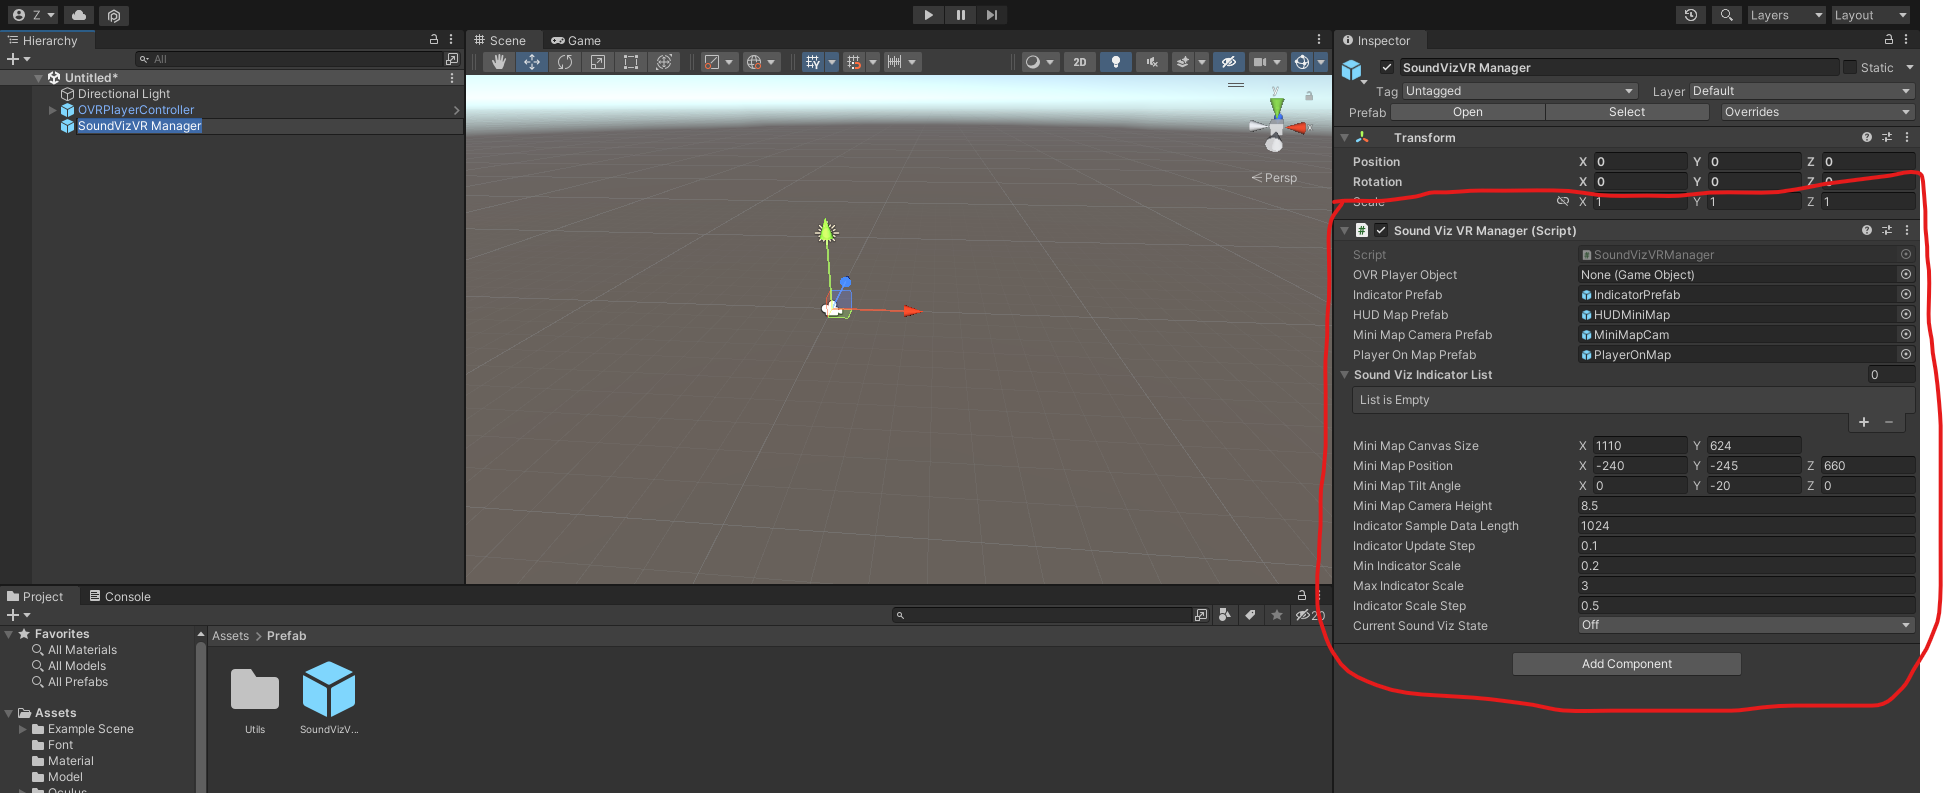 Z
Layers
Layout
Hierarchy
All
Untitled*
Directional Light
OVRPlayerController
SoundVizVR Manager
Scene
Game
2D
y
x
Persp
Inspector
SoundVizVR Manager
Static
Tag Untagged
Layer Default
Prefab Open Select Overrides
Transform
Position X 0 Y 0 Z 0
Rotation X 0 Y 0 Z 0
Scale X 1 Y 1 Z 1
# Sound Viz VR Manager (Script)
Script SoundVizVRManager
OVR Player Object None (Game Object)
Indicator Prefab IndicatorPrefab
HUD Map Prefab HUDMiniMap
Mini Map Camera Prefab MiniMapCam
Player On Map Prefab PlayerOnMap
Sound Viz Indicator List 0
List is Empty
+ −
Mini Map Canvas Size X 1110 Y 624
Mini Map Position X -240 Y -245 Z 660
Mini Map Tilt Angle X 0 Y -20 Z 0
Mini Map Camera Height 8.5
Indicator Sample Data Length 1024
Indicator Update Step 0.1
Min Indicator Scale 0.2
Max Indicator Scale 3
Indicator Scale Step 0.5
Current Sound Viz State Off
Add Component
Project
Console
20
Favorites
All Materials
All Models
All Prefabs
Assets
Example Scene
Font
Material
Model
Oculus
Assets > Prefab
Utils
SoundVizV...